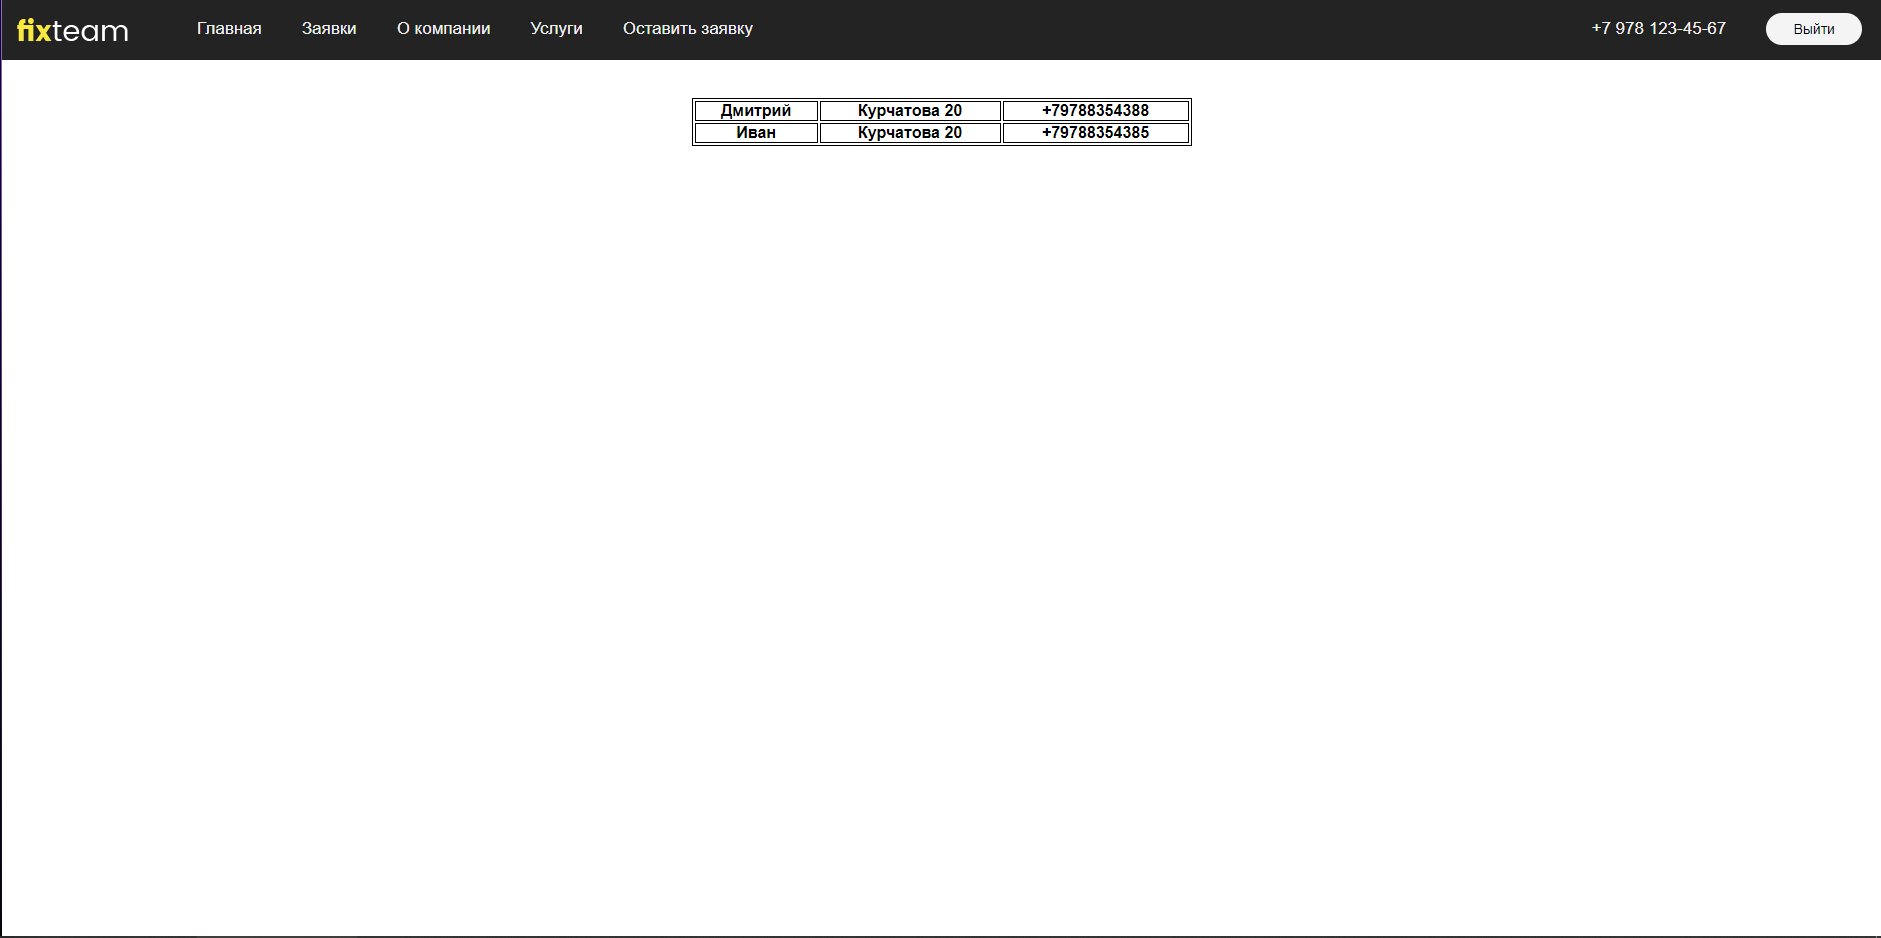 fixteam Главная Заявки О компании Услуги Оставить заявку +7 978 123-45-67 Выйти
Дмитрий Курчатова 20 +79788354388
Иван Курчатова 20 +79788354385